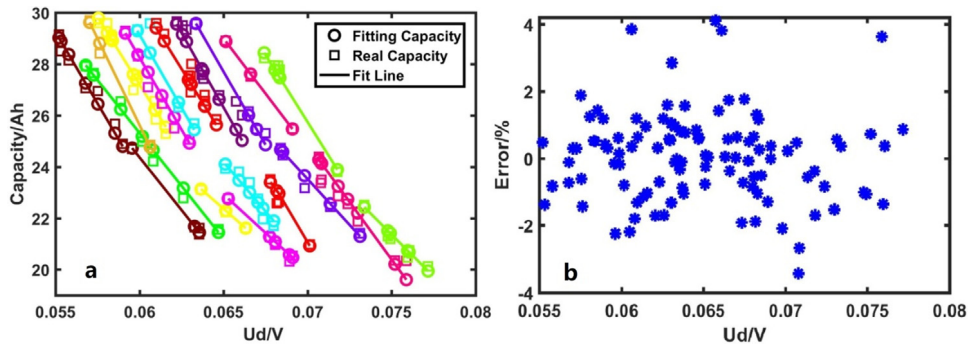 Fitting Capacity
Real Capacity
Fit Line
30
28
26
24
22
20
Capacity/Ah
a
0.055
0.06
0.065
0.07
0.075
0.08
Ud/V
4
2
0
-2
-4
Error/%
b
0.055
0.06
0.065
0.07
0.075
0.08
Ud/V